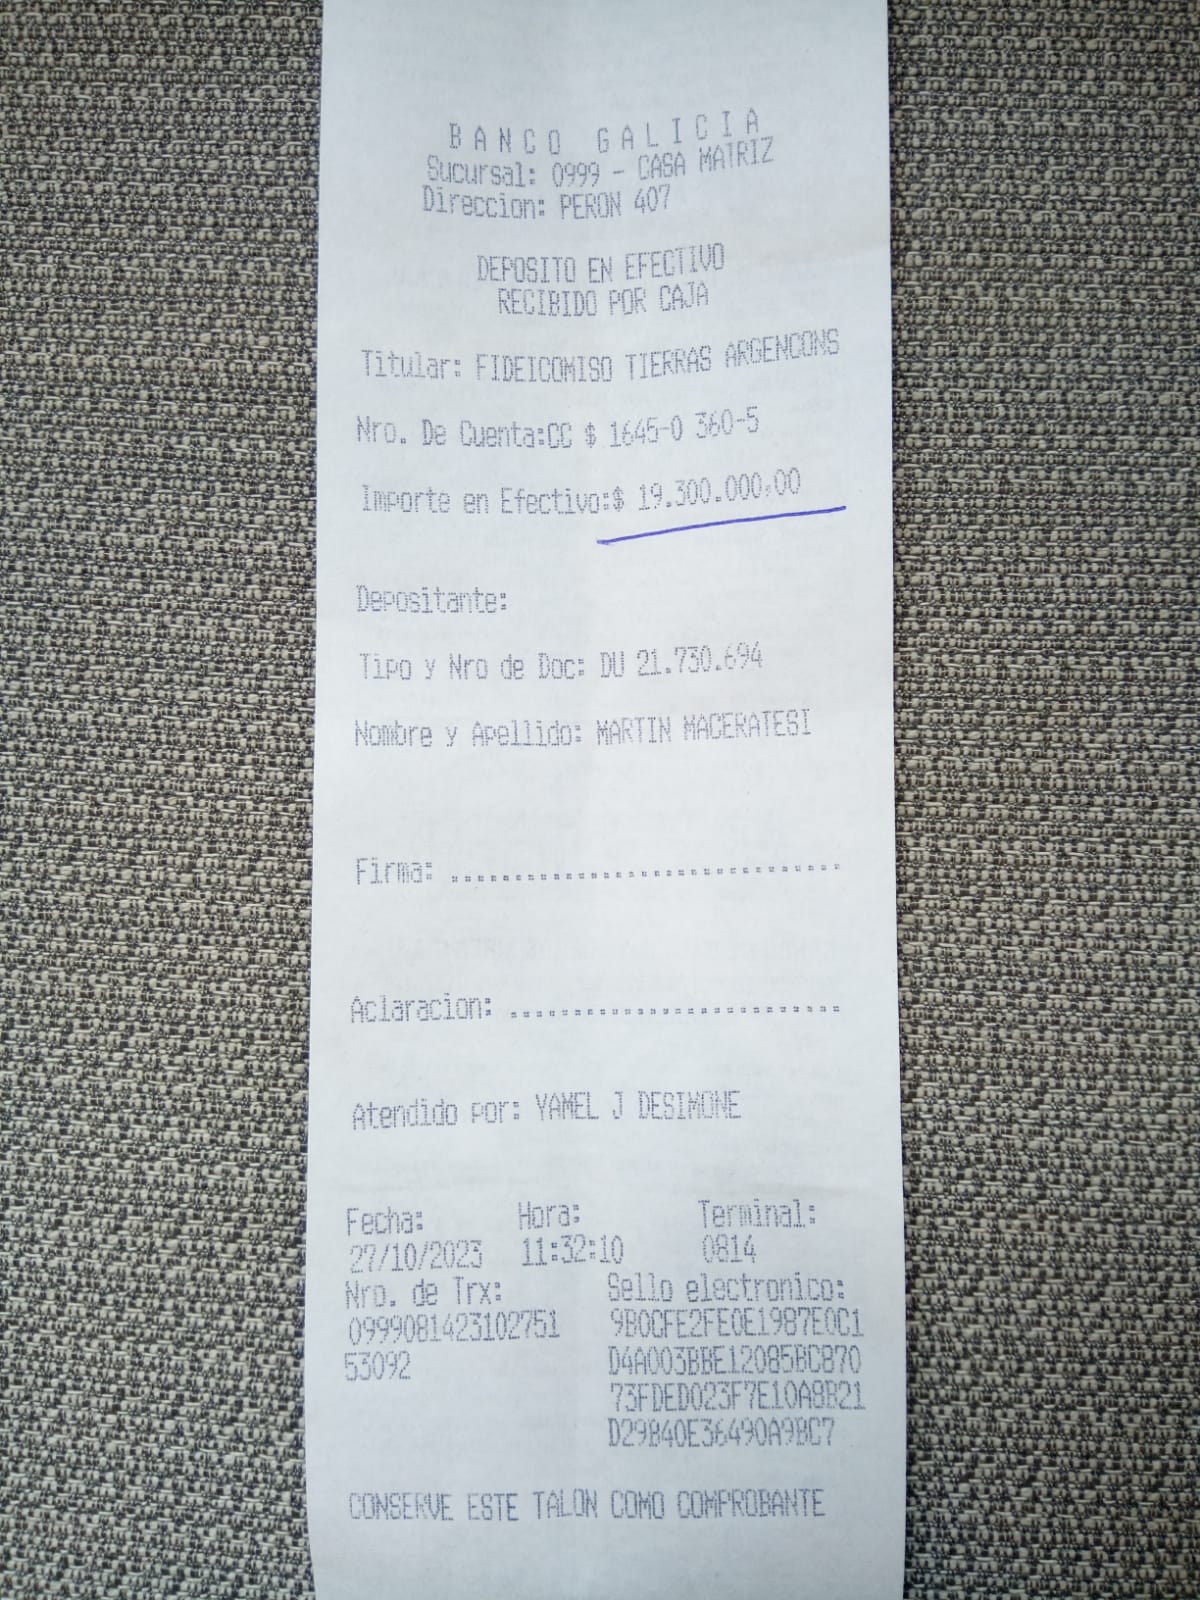 BANCO GALICIA
Sucursal: 0999 - CASA MATRIZ
Direccion: PERON 407
DEPOSITO EN EFECTIVO
RECIBIDO POR CAJA
Titular: FIDEICOMISO TIERRAS ARGENCONS
Nro. De Cuenta:CC $ 1645-0 360-5
Importe en Efectivo:$ 19.300.000,00
Depositante:
Tipo y Nro de Doc: DU 21.730.694
Nombre y Apellido: MARTIN MACERATESI
Firma: ..............................
Aclaracion: ..........................
Atendido por: YAMEL J DESIMONE
Fecha: Hora: Terminal:
27/10/2023 11:32:10 0814
Nro. de Trx: Sello electronico:
0999081423102751 9B0CFE2FE0E1987E0C1
53092 D4A003BBE12085BC870
73FDED023F7E10A8B21
D29B40E36490A9BC7
CONSERVE ESTE TALON COMO COMPROBANTE